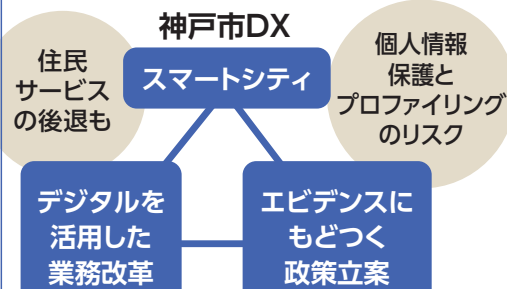 神戸市DX
住民
サービス
の後退も
スマートシティ
個人情報
保護と
プロファイリング
のリスク
デジタルを
活用した
業務改革
エビデンスに
もどつく
政策立案